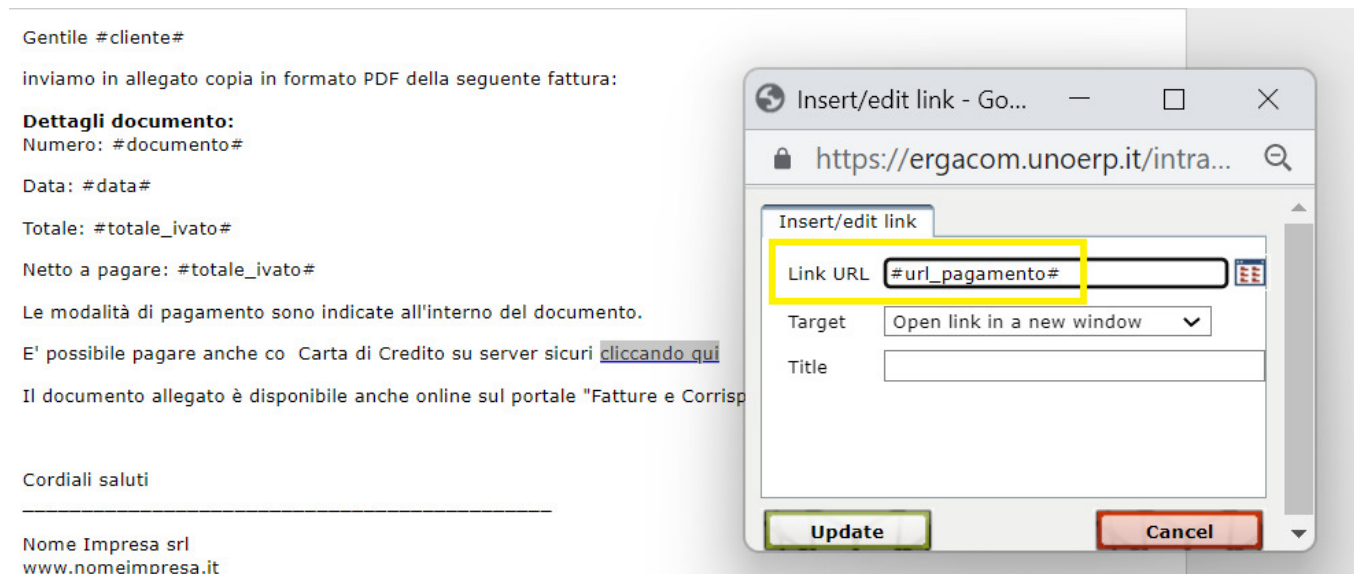 Gentile #cliente#
inviamo in allegato copia in formato PDF della seguente fattura:
Dettagli documento:
Numero: #documento#
Data: #data#
Totale: #totale_ivato#
Netto a pagare: #totale_ivato#
Le modalità di pagamento sono indicate all'interno del documento.
E' possibile pagare anche co  Carta di Credito su server sicuri cliccando qui
Il documento allegato è disponibile anche online sul portale "Fatture e Corrisp
Cordiali saluti
Nome Impresa srl
www.nomeimpresa.it
Insert/edit link - Go...
https://ergacom.unoerp.it/intra...
Insert/edit link
Link URL #url_pagamento#
Target Open link in a new window
Title
Update Cancel